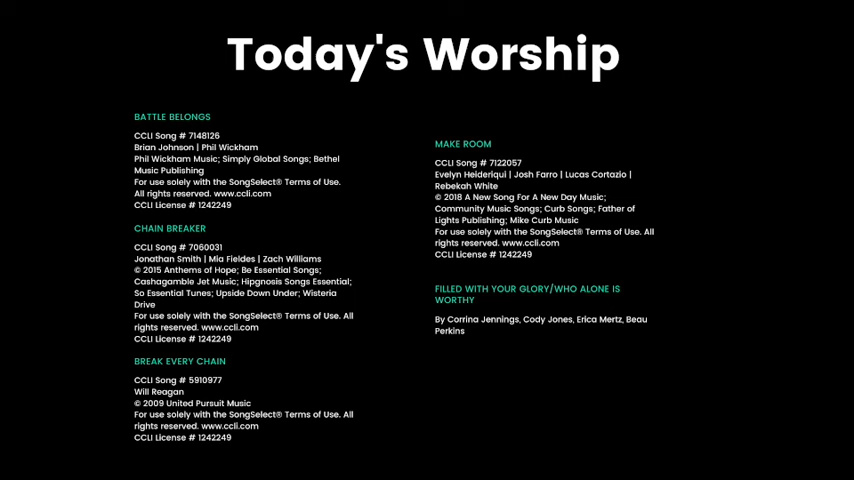 Today's Worship
BATTLE BELONGS
CCLI Song # 7148126
Brian Johnson | Phil Wickham
Phil Wickham Music; Simply Global Songs; Bethel
Music Publishing
For use solely with the SongSelect® Terms of Use.
All rights reserved. www.ccli.com
CCLI License # 1242249
CHAIN BREAKER
CCLI Song # 7060031
Jonathan Smith | Mia Fieldes | Zach Williams
© 2015 Anthems of Hope; Be Essential Songs;
Cashagamble Jet Music; Hipgnosis Songs Essential;
So Essential Tunes; Upside Down Under; Wisteria
Drive
For use solely with the SongSelect® Terms of Use. All
rights reserved. www.ccli.com
CCLI License # 1242249
BREAK EVERY CHAIN
CCLI Song # 5910977
Will Reagan
© 2009 United Pursuit Music
For use solely with the SongSelect® Terms of Use. All
rights reserved. www.ccli.com
CCLI License # 1242249
MAKE ROOM
CCLI Song # 7122057
Evelyn Heideriqui | Josh Farro | Lucas Cortazio |
Rebekah White
© 2018 A New Song For A New Day Music;
Community Music Songs; Curb Songs; Father of
Lights Publishing; Mike Curb Music
For use solely with the SongSelect® Terms of Use. All
rights reserved. www.ccli.com
CCLI License # 1242249
FILLED WITH YOUR GLORY/WHO ALONE IS
WORTHY
By Corrina Jennings, Cody Jones, Erica Mertz, Beau
Perkins